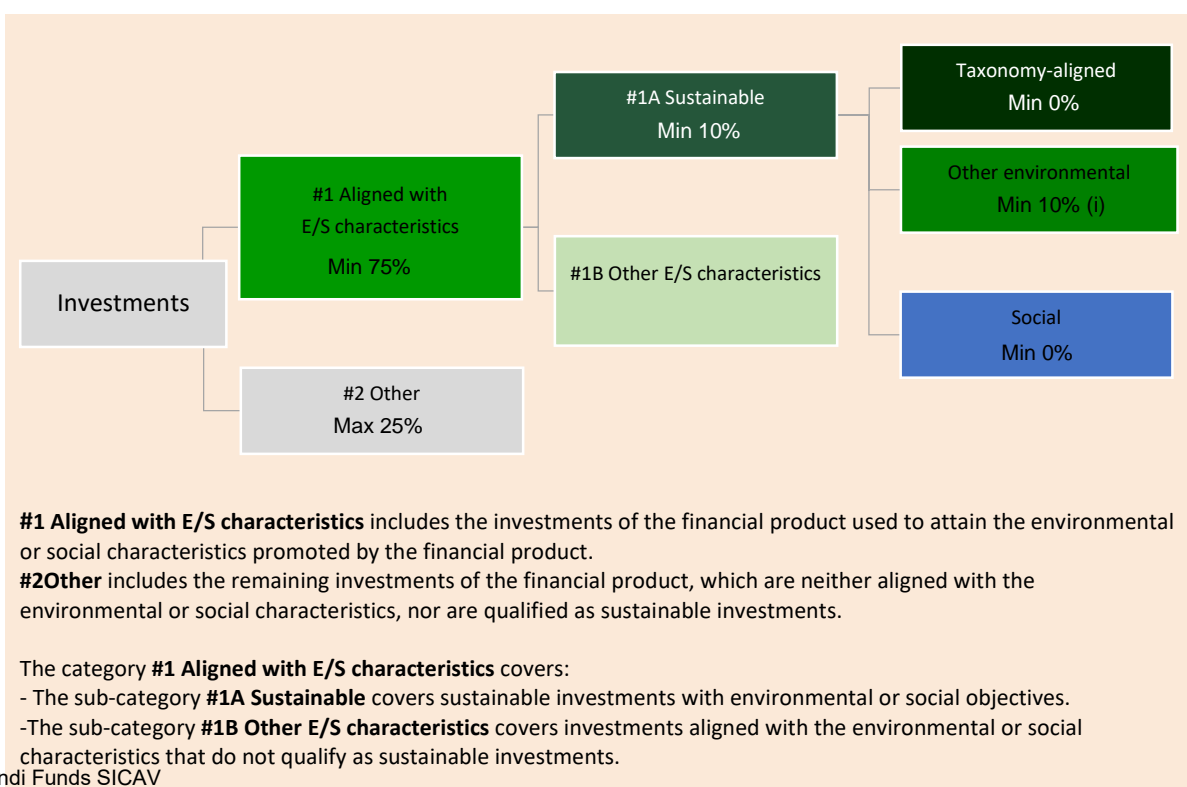 Investments
#1 Aligned with
E/S characteristics
Min 75%
#2 Other
Max 25%
#1A Sustainable
Min 10%
#1B Other E/S characteristics
Taxonomy-aligned
Min 0%
Other environmental
Min 10% (i)
Social
Min 0%
#1 Aligned with E/S characteristics includes the investments of the financial product used to attain the environmental
or social characteristics promoted by the financial product.
#2Other includes the remaining investments of the financial product, which are neither aligned with the
environmental or social characteristics, nor are qualified as sustainable investments.
The category #1 Aligned with E/S characteristics covers:
- The sub-category #1A Sustainable covers sustainable investments with environmental or social objectives.
-The sub-category #1B Other E/S characteristics covers investments aligned with the environmental or social
characteristics that do not qualify as sustainable investments.
ndi Funds SICAV